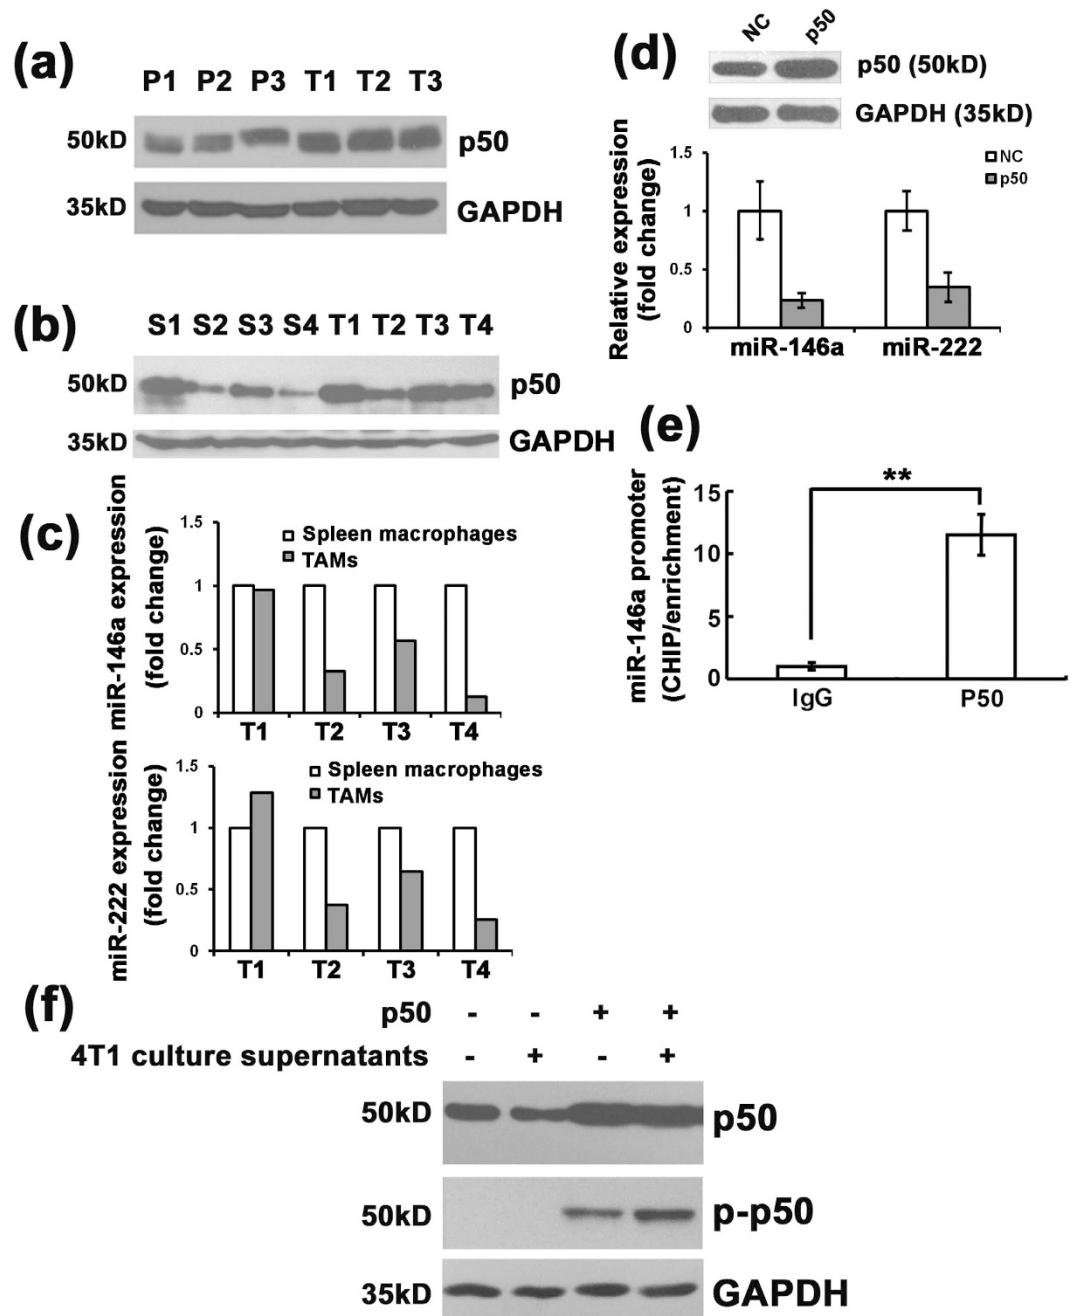 (a)
P1 P2 P3 T1 T2 T3
50kD
p50
35kD
GAPDH
(b)
S1 S2 S3 S4 T1 T2 T3 T4
50kD
p50
35kD
GAPDH
(c)
miR-146a expression
(fold change)
1.5
1
0.5
0
Spleen macrophages
TAMs
T1 T2 T3 T4
miR-222 expression
(fold change)
1.5
1
0.5
0
Spleen macrophages
TAMs
T1 T2 T3 T4
(d)
NC p50
p50 (50kD)
GAPDH (35kD)
Relative expression
(fold change)
1.5
1
0.5
0
NC
p50
miR-146a miR-222
(e)
miR-146a promoter
(CHIP/enrichment)
15
10
5
0
**
IgG P50
(f)
p50 - - + +
4T1 culture supernatants - + - +
50kD
p50
50kD
p-p50
35kD
GAPDH